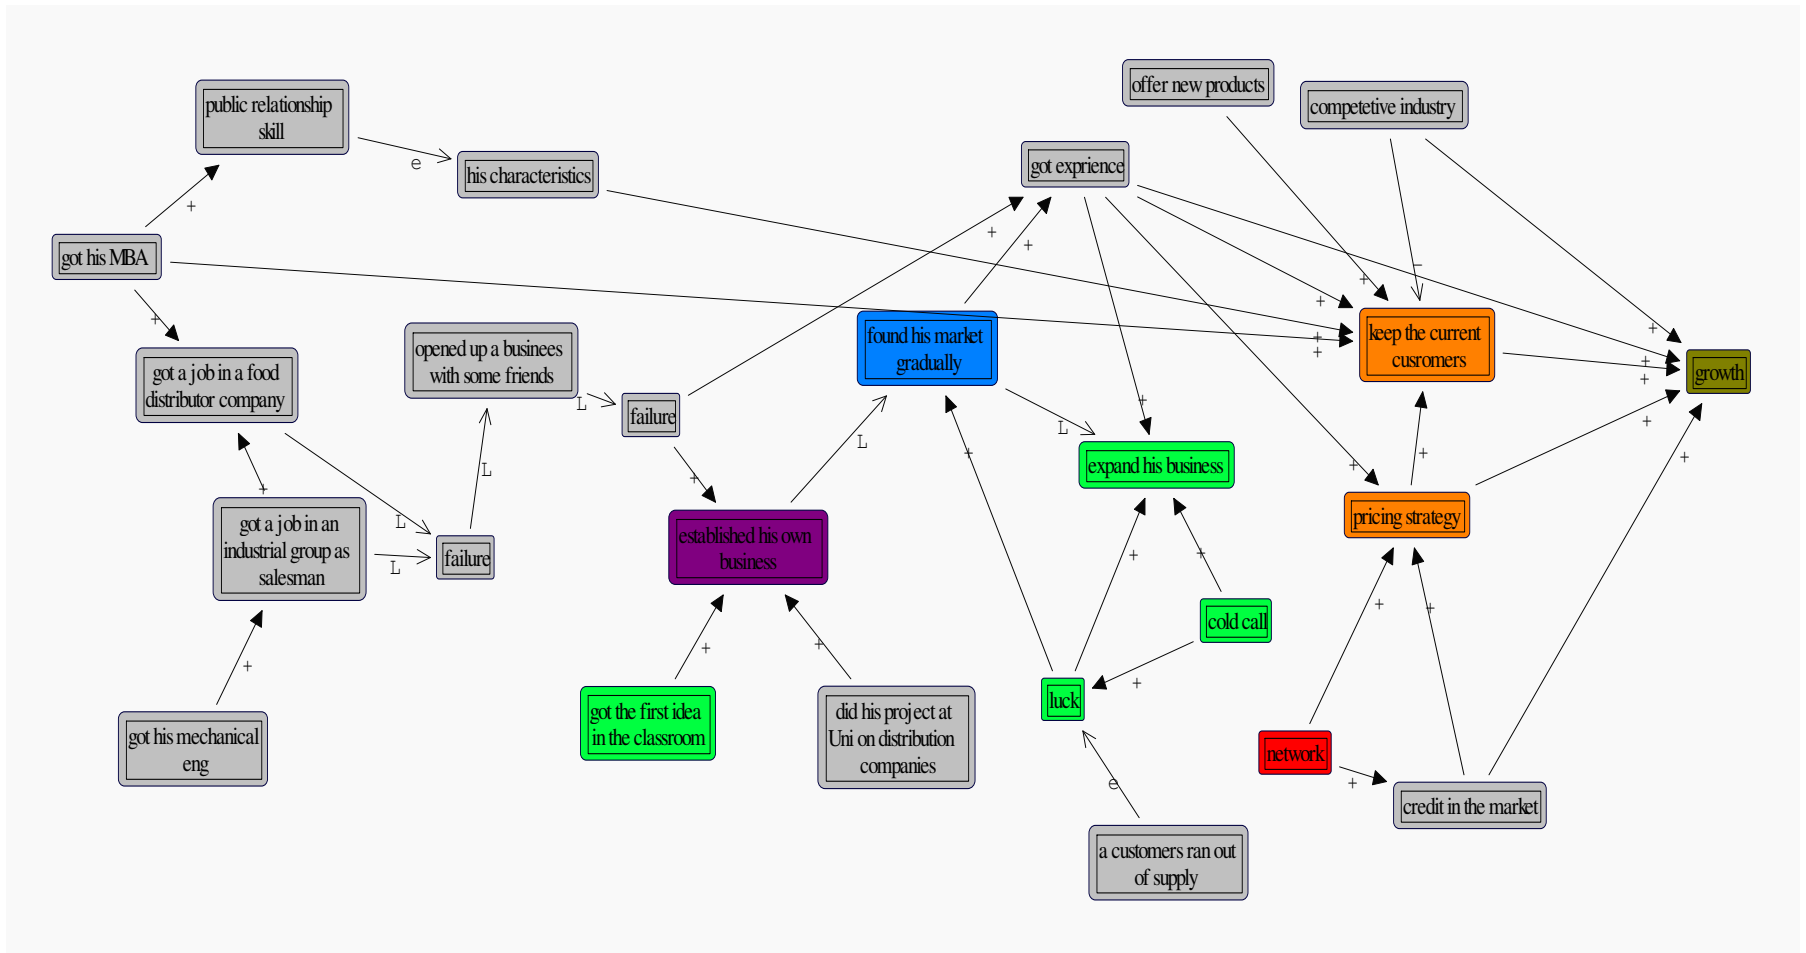 offer new products
public relationship
skill
competetive industry
got exprience
his characteristics
e
+
got his MBA
+
+
-
+
+
+
+
+
+
+
found his market
gradually
keep the current
cusromers
opened up a businees
with some friends
got a job in a food
distributor company
growth
+
+
+
L
failure
L
L
+
+
+
L
expand his business
+
+
L
+
+
got a job in an
industrial group as
salesman
L
L
failure
established his own
business
pricing strategy
+
+
+
+
cold call
+
+
+
+
luck
got the first idea
in the classroom
did his project at
Uni on distribution
companies
got his mechanical
eng
network
+
e
credit in the market
a customers ran out
of supply